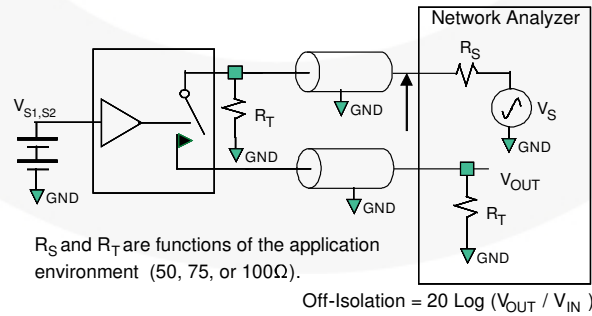 Network Analyzer
R_S
V_S1,S2
R_T
GND
V_S
GND
GND
GND
V_OUT
GND
R_T
GND
R_S and R_T are functions of the application
environment (50, 75, or 100Ω).
GND
Off-Isolation = 20 Log (V_OUT / V_IN )